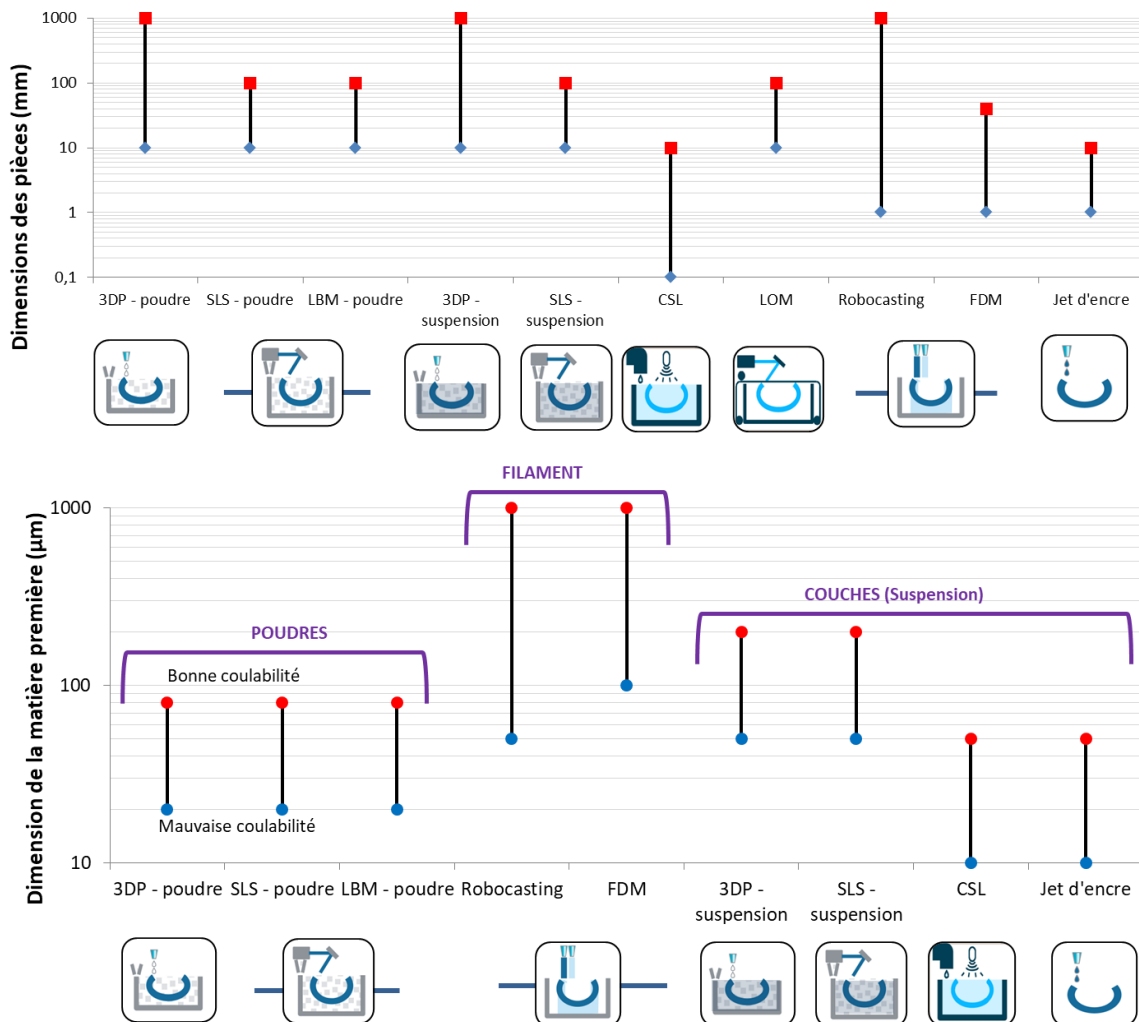 Dimensions des pièces (mm)
1000
100
10
1
0,1
3DP - poudre
SLS - poudre
LBM - poudre
3DP -
suspension
SLS -
suspension
CSL
LOM
Robocasting
FDM
Jet d'encre
Dimension de la matière première (µm)
1000
100
10
FILAMENT
COUCHES (Suspension)
POUDRES
Bonne coulabilité
Mauvaise coulabilité
3DP - poudre
SLS - poudre
LBM - poudre
Robocasting
FDM
3DP -
suspension
SLS -
suspension
CSL
Jet d'encre